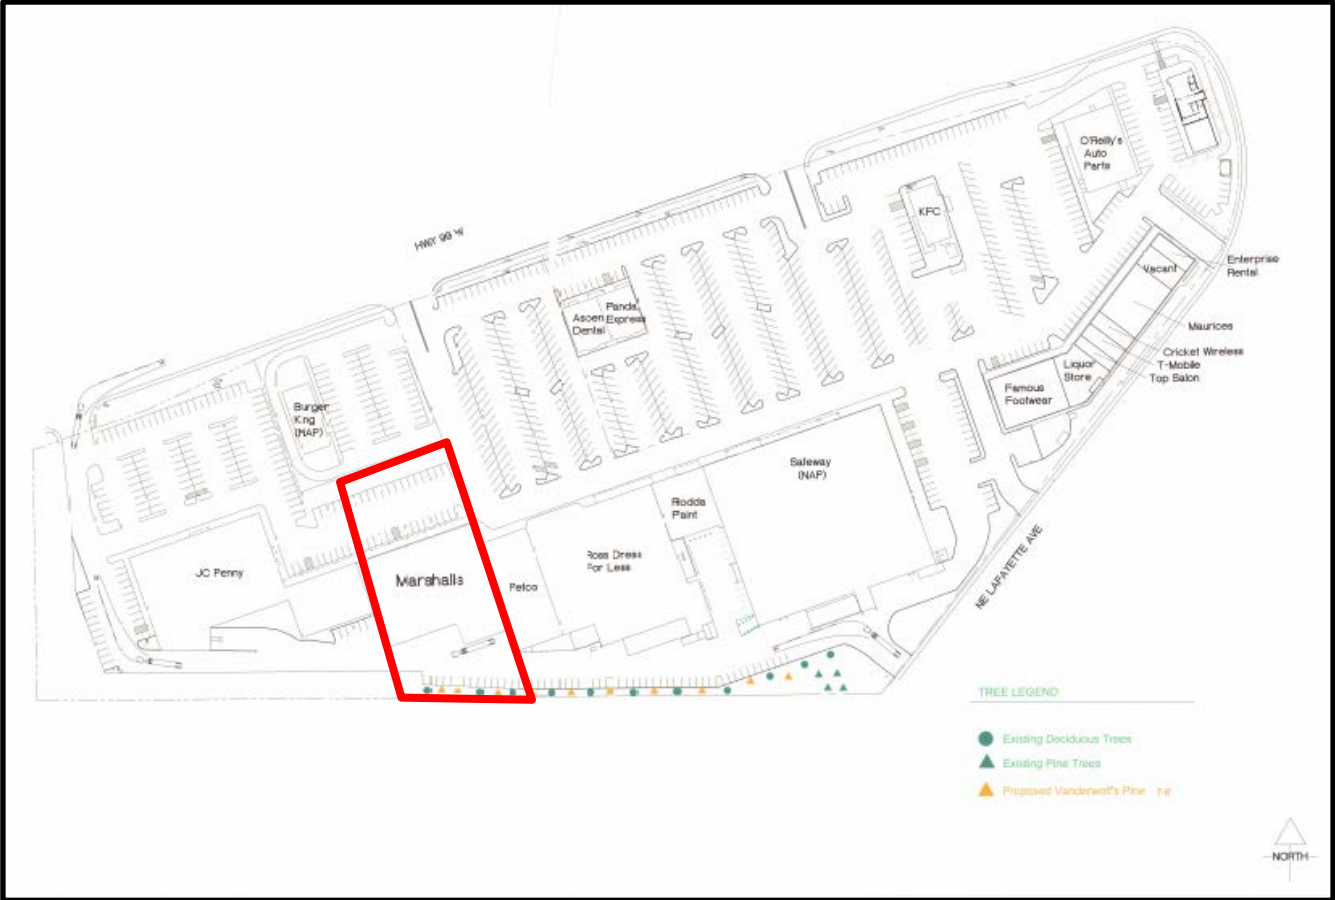 O'Reilly's
Auto
Parts
KFC
HWY 99 W
Vacant
Enterprise
Rental
Panda
Express
Ascen
Dental
Maurices
Cricket Wireless
T-Mobile
Top Salon
Liquor
Store
Famous
Footwear
Burger
King
(MAP)
Safeway
(NAP)
Rodda
Paint
Ross Dress
For Less
JC Penny
Marshalls
Petco
NE LAFAYETTE AVE
TREE LEGEND
Existing Deciduous Trees
Existing Pine Trees
Proposed Vanderwolf's Pine
NORTH